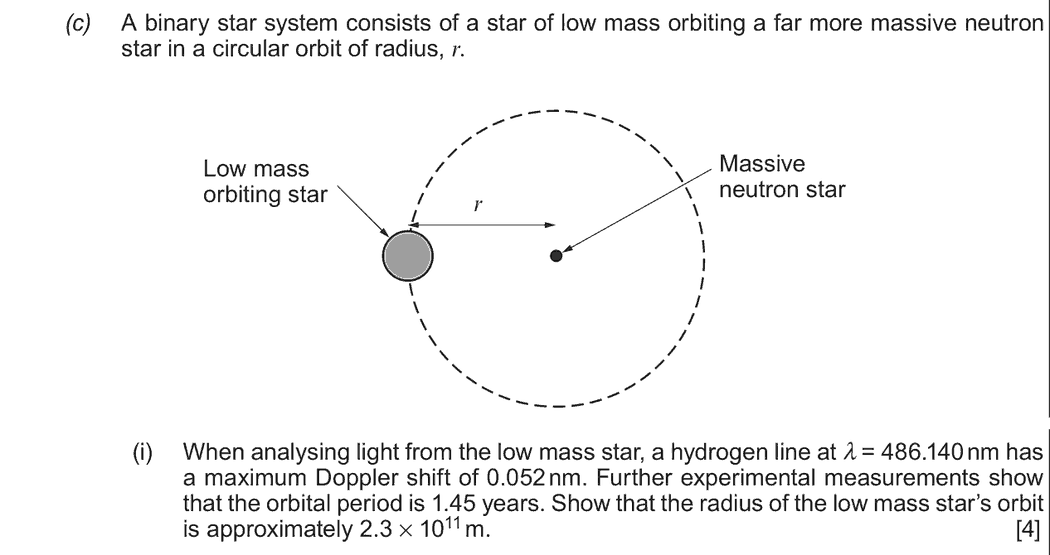 (c) A binary star system consists of a star of low mass orbiting a far more massive neutron
star in a circular orbit of radius, r.
Low mass
orbiting star
r
Massive
neutron star
(i) When analysing light from the low mass star, a hydrogen line at λ = 486.140 nm has
a maximum Doppler shift of 0.052 nm. Further experimental measurements show
that the orbital period is 1.45 years. Show that the radius of the low mass star's orbit
is approximately 2.3 × 10¹¹ m. [4]